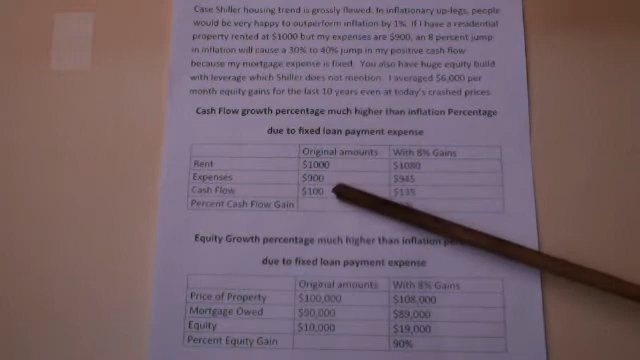 Case Shiller housing trend is grossly flawed. In inflationary up-legs, people
would be very happy to outperform inflation by 1%. If I have a residential
property rented at $1000 but my expenses are $900, an 8 percent jump
in inflation will cause a 30% to 40% jump in my positive cash flow
because my mortgage expense is fixed. You also have huge equity build
with leverage which Shiller does not mention. I averaged $6,000 per
month equity gains for the last 10 years even at today's crashed prices.
Cash Flow growth percentage much higher than inflation Percentage
due to fixed loan payment expense
Original amounts With 8% Gains
Rent $1000 $1080
Expenses $900 $945
Cash Flow $100 $135
Percent Cash Flow Gain
Equity Growth percentage much higher than inflation
due to fixed loan payment expense
Original amounts With 8% Gains
Price of Property $100,000 $108,000
Mortgage Owed $90,000 $89,000
Equity $10,000 $19,000
Percent Equity Gain 90%